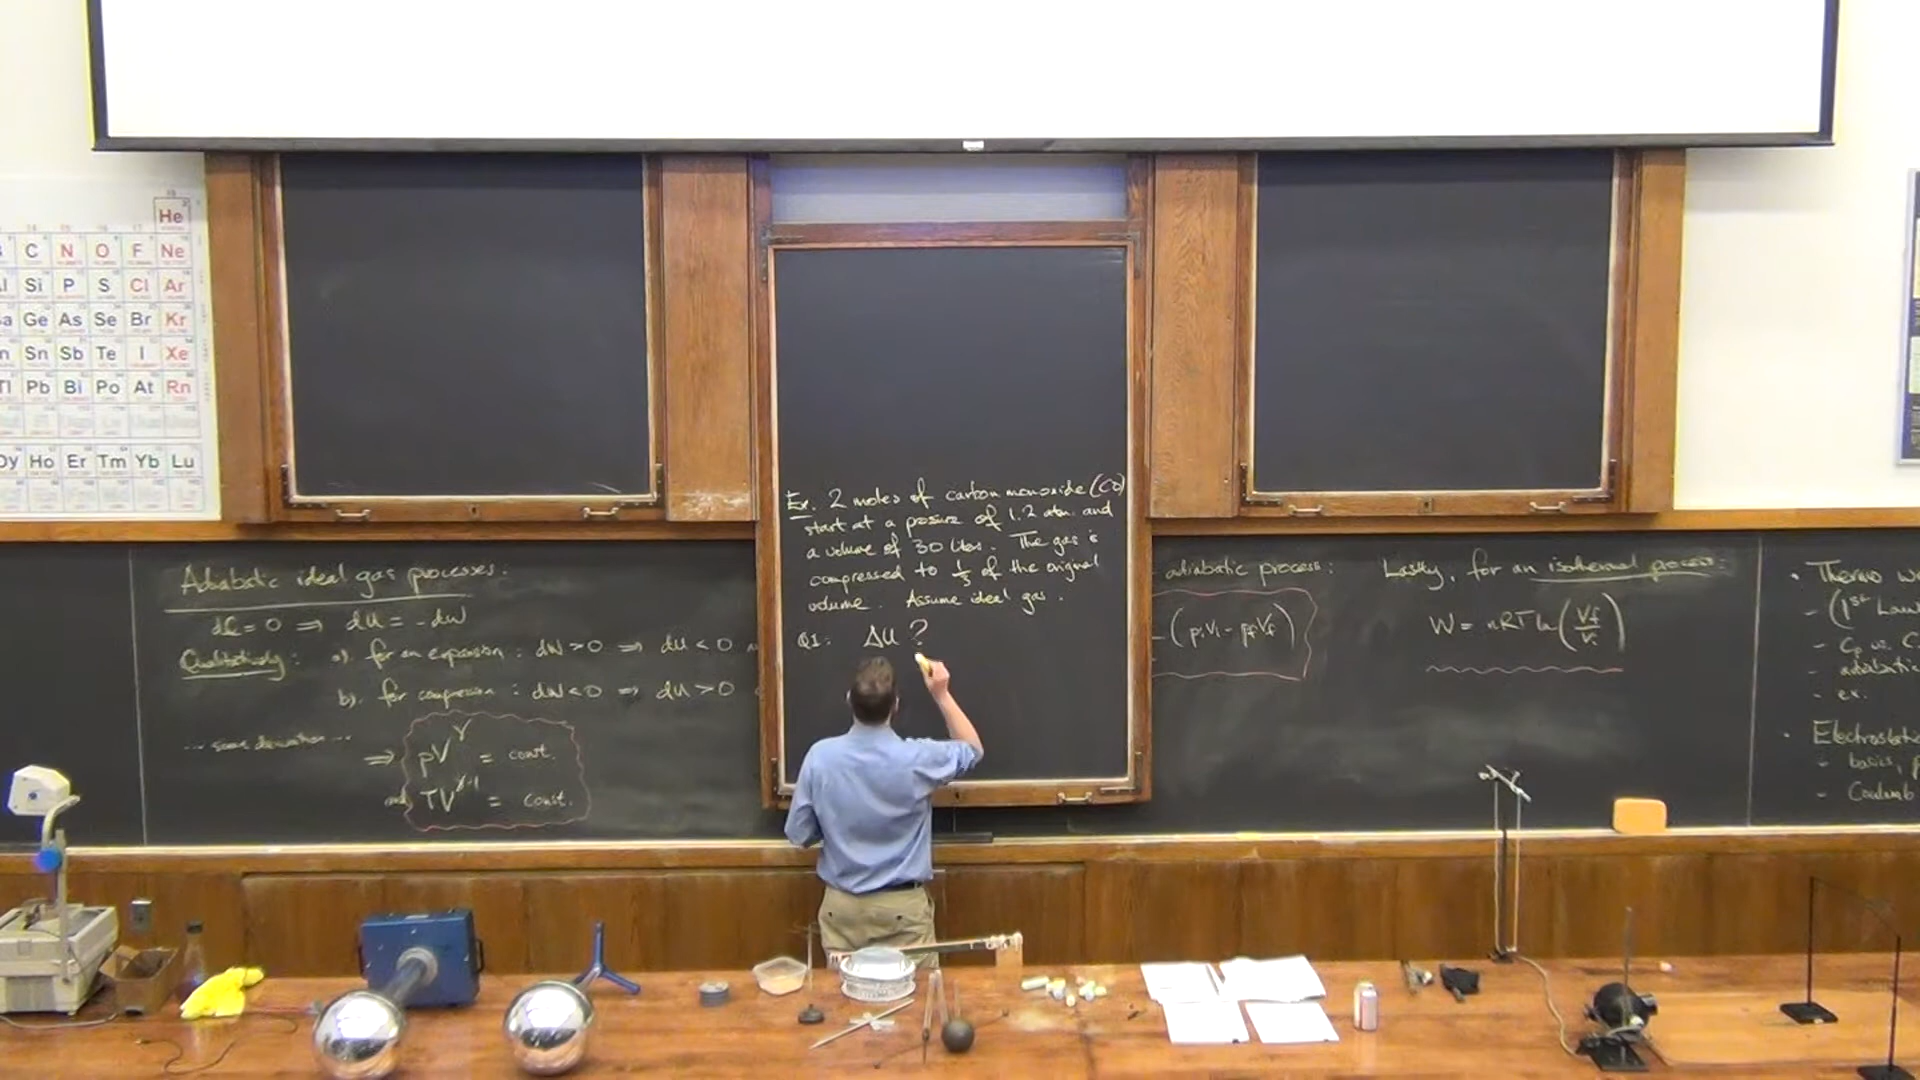 He
C N O F Ne
Si P S Cl Ar
Ge As Se Br Kr
Sn Sb Te I Xe
Pb Bi Po At Rn
Dy Ho Er Tm Yb Lu
Adiabatic ideal gas processes:
dQ = 0 ⇒ dU = -dW
Qualitatively: a). for an expansion: dW > 0 ⇒ dU < 0
b). for compression: dW < 0 ⇒ dU > 0
... some derivation ...
⇒ pV^γ = const.
and TV^γ-1 = const.
Ex. 2 moles of carbon monoxide (CO)
start at a pressure of 1.2 atm. and
a volume of 30 liters. The gas is
compressed to 1/5 of the original
volume. Assume ideal gas.
Q1: ΔU ?
adiabatic process:
(piVi - pfVf)
Lastly, for an isothermal process:
W = nRT ln(Vf/Vi)
• Thermo
- (1st Law
- Cp vs. C
- adiabatic
- ex.
• Electrostatic
- basics,
- Coulomb